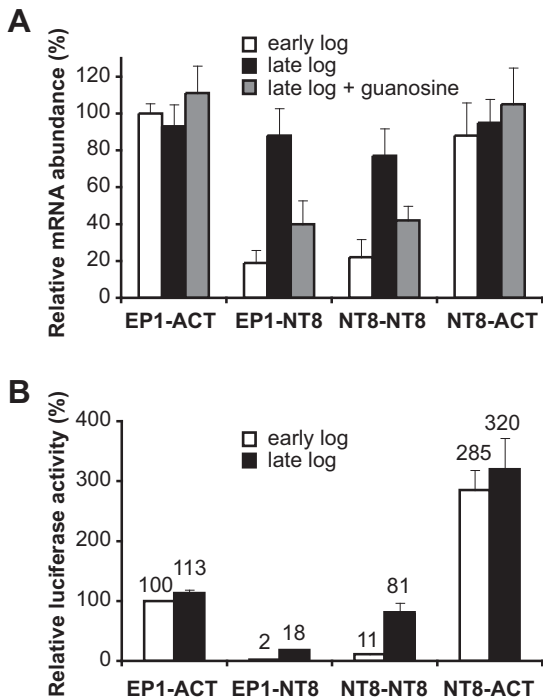 A
Relative mRNA abundance (%)
early log
late log
late log + guanosine
120
100
80
60
40
20
0
EP1-ACT EP1-NT8 NT8-NT8 NT8-ACT
B
Relative luciferase activity (%)
early log
late log
400
300
200
100
0
100 113 2 18 11 81 285 320
EP1-ACT EP1-NT8 NT8-NT8 NT8-ACT